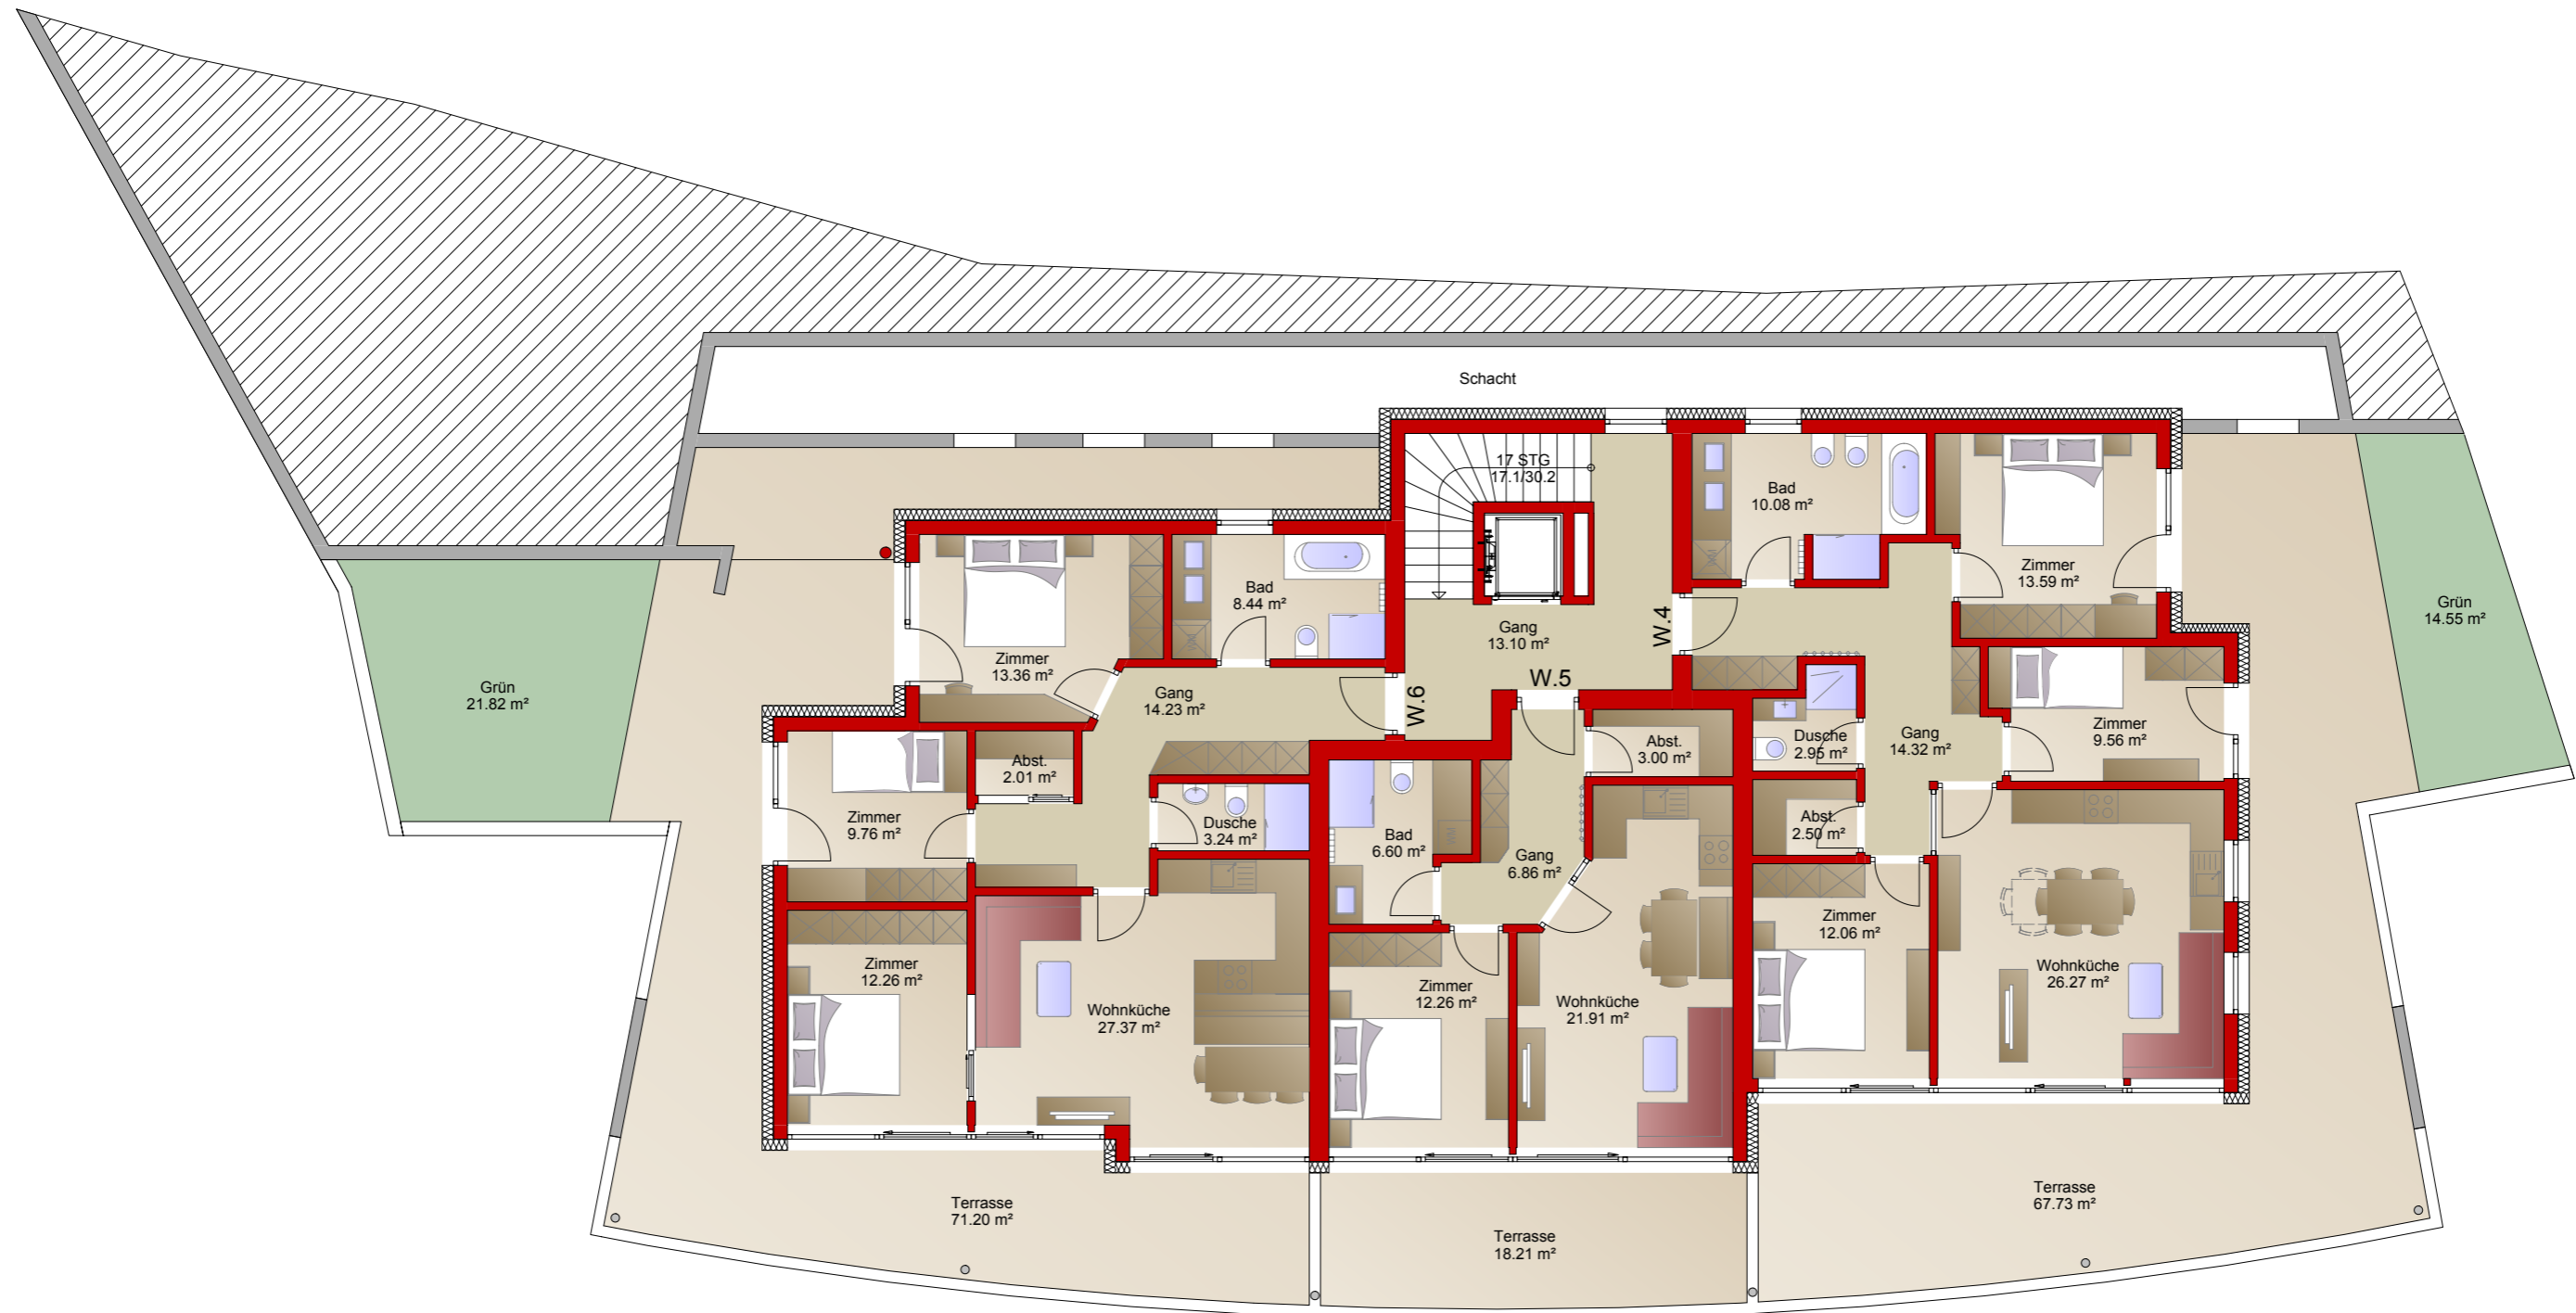 Schacht
17 STG
17.1/30.2
Bad
10.08 m²
Zimmer
13.59 m²
Grün
14.55 m²
Bad
8.44 m²
WM
WM
Gang
13.10 m²
W.4
W.5
W.6
Zimmer
13.36 m²
Gang
14.23 m²
Grün
21.82 m²
Abst.
2.01 m²
Abst.
3.00 m²
Dusche
2.95 m²
Gang
14.32 m²
Zimmer
9.56 m²
Zimmer
9.76 m²
Dusche
3.24 m²
Bad
6.60 m²
WM
Gang
6.86 m²
Abst.
2.50 m²
Zimmer
12.26 m²
Wohnküche
27.37 m²
Zimmer
12.26 m²
Wohnküche
21.91 m²
Zimmer
12.06 m²
Wohnküche
26.27 m²
Terrasse
71.20 m²
Terrasse
18.21 m²
Terrasse
67.73 m²